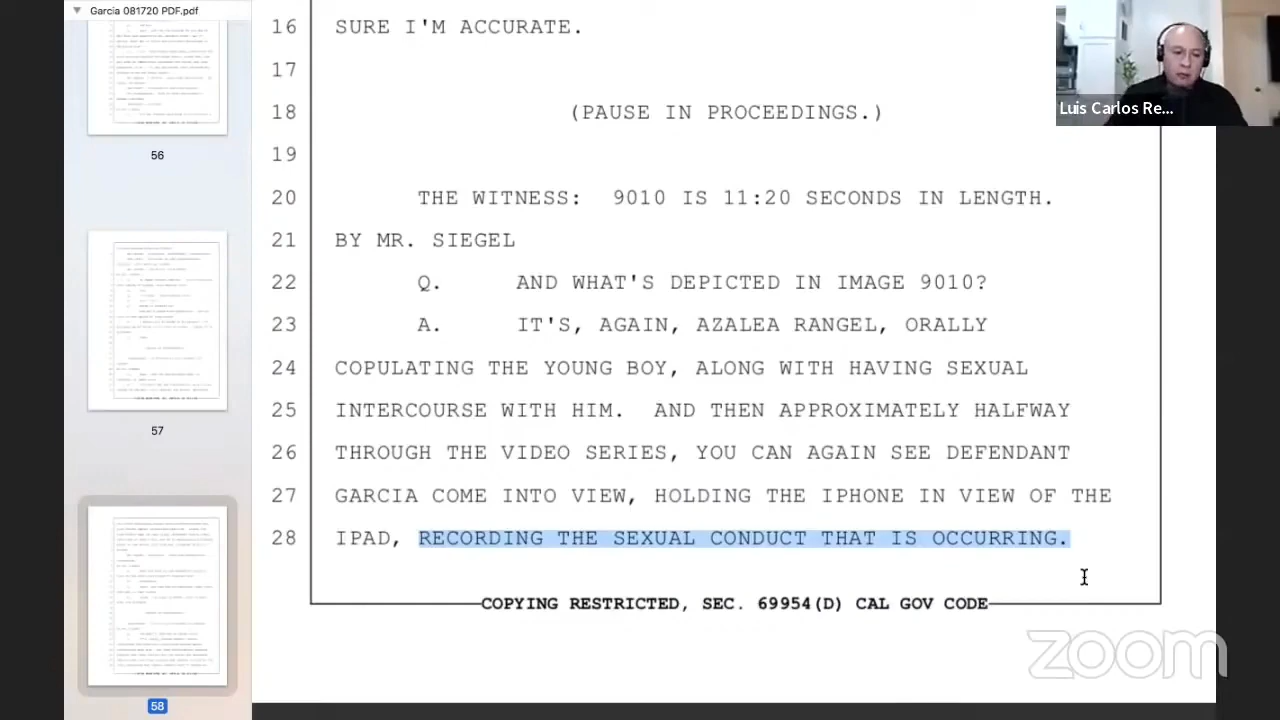 Garcia 081720 PDF.pdf
56
57
58
16 SURE I'M ACCURATE.
17
18 (PAUSE IN PROCEEDINGS.)
19
20 THE WITNESS: 9010 IS 11:20 SECONDS IN LENGTH.
21 BY MR. SIEGEL
22 Q. AND WHAT'S DEPICTED IN IMAGE 9010?
23 A. IT'S, AGAIN, AZALEA RANGEL, ORALLY
24 COPULATING THE YOUNG BOY, ALONG WITH HAVING SEXUAL
25 INTERCOURSE WITH HIM. AND THEN APPROXIMATELY HALFWAY
26 THROUGH THE VIDEO SERIES, YOU CAN AGAIN SEE DEFENDANT
27 GARCIA COME INTO VIEW, HOLDING THE IPHONE IN VIEW OF THE
28 IPAD, RECORDING THE SEXUAL CONDUCT THAT IS OCCURRING.
COPYING RESTRICTED, SEC. 69954(D) CAL GOV CODE
Luis Carlos Re...
zoom